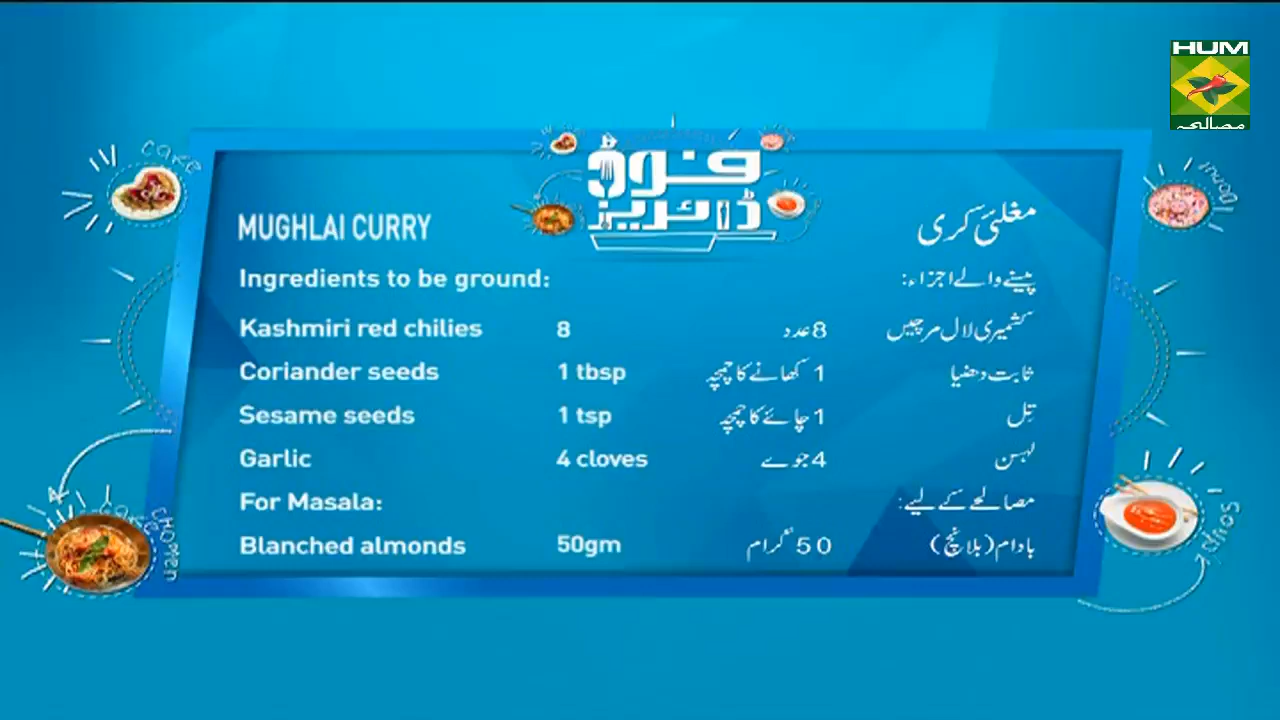 HUM
مصالحہ
فوڈ
ڈائریز
MUGHLAI CURRY مغلئی کری
Ingredients to be ground: پیسنے والے اجزاء:
Kashmiri red chilies 8 8 عدد کشمیری لال مرچیں
Coriander seeds 1 tbsp 1 کھانے کا چمچہ ثابت دھنیا
Sesame seeds 1 tsp 1 چائے کا چمچہ تِل
Garlic 4 cloves 4 جوے لہسن
For Masala: مصالحے کے لیے:
Blanched almonds 50gm 50 گرام بادام (بلانچ)
cake